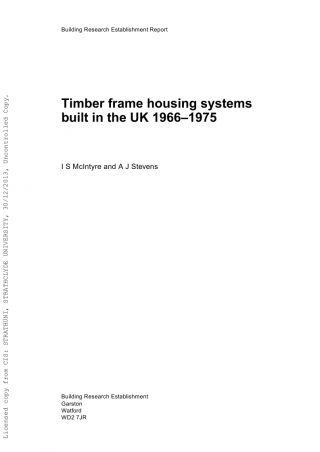 Building Research Establishment Report
Timber frame housing systems
built in the UK 1966–1975
I S McIntyre and A J Stevens
Building Research Establishment
Garston
Watford
WD2 7JR
Licensed copy from CIS: STRATHUNI, STRATHCLYDE UNIVERSITY, 30/12/2013, Uncontrolled Copy.